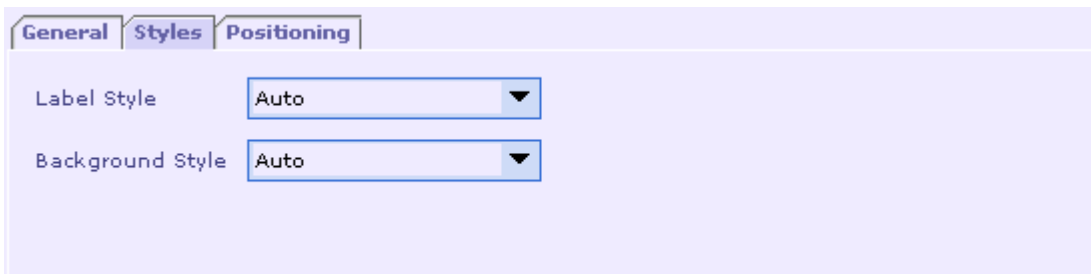 General Styles Positioning
Label Style Auto
Background Style Auto